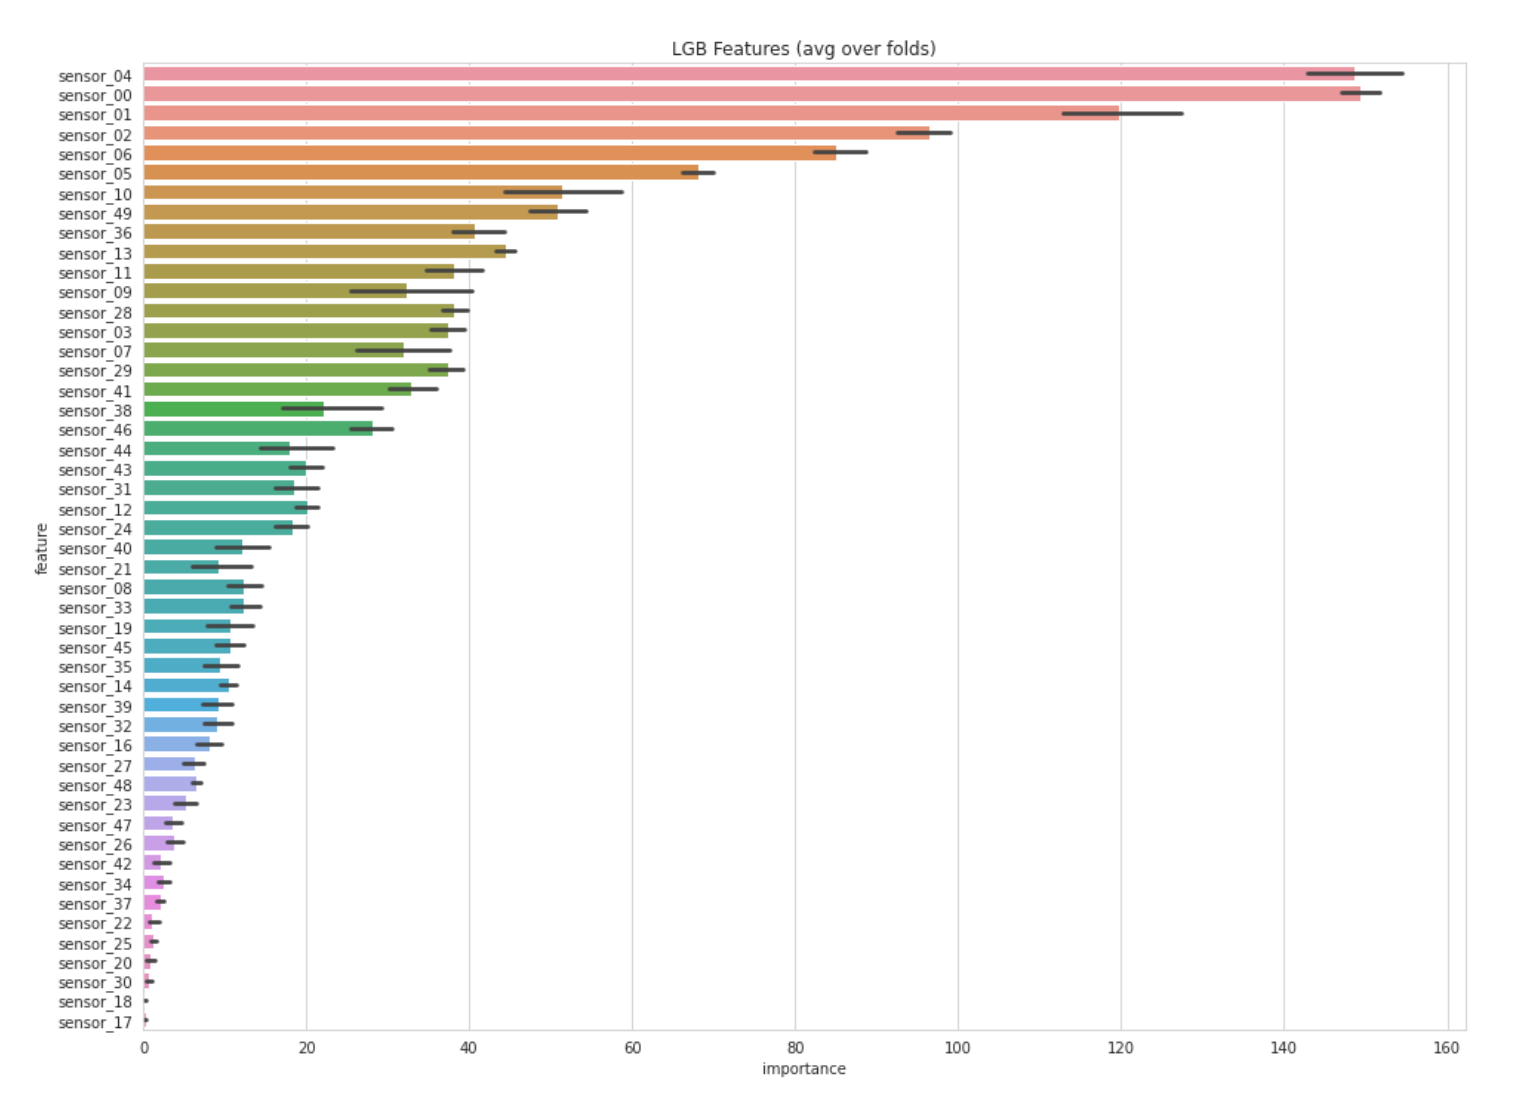 LGB Features (avg over folds)
sensor_04
sensor_00
sensor_01
sensor_02
sensor_06
sensor_05
sensor_10
sensor_49
sensor_36
sensor_13
sensor_11
sensor_09
sensor_28
sensor_03
sensor_07
sensor_29
sensor_41
sensor_38
sensor_46
sensor_44
sensor_43
sensor_31
sensor_12
sensor_24
sensor_40
sensor_21
sensor_08
sensor_33
sensor_19
sensor_45
sensor_35
sensor_14
sensor_39
sensor_32
sensor_16
sensor_27
sensor_48
sensor_23
sensor_47
sensor_26
sensor_42
sensor_34
sensor_37
sensor_22
sensor_25
sensor_20
sensor_30
sensor_18
sensor_17
feature
0 20 40 60 80 100 120 140 160
importance